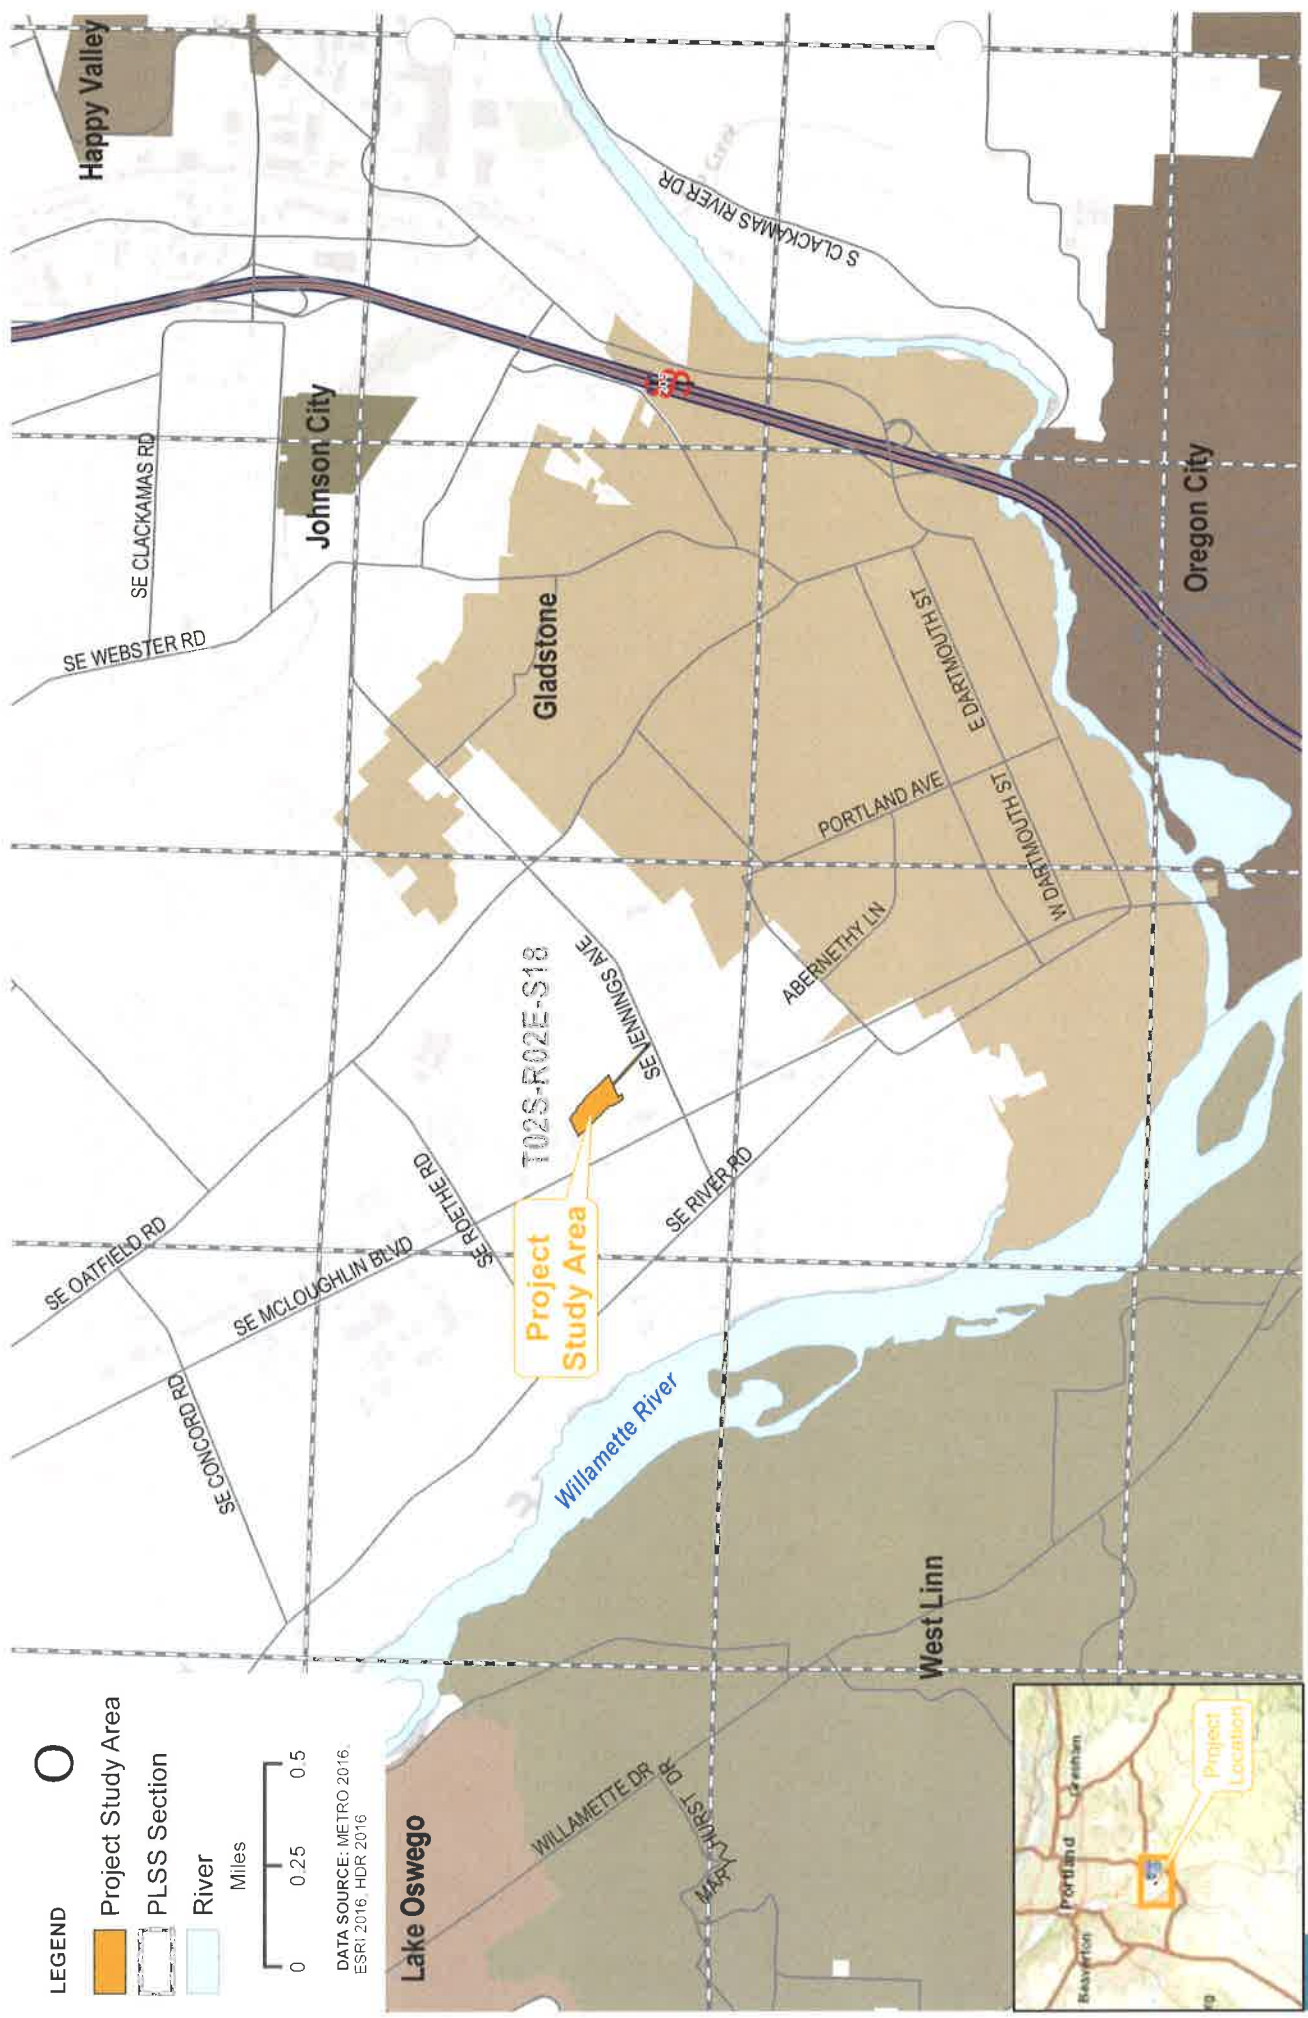 LEGEND
O
Project Study Area
PLSS Section
River
Miles
0
0.25
0.5
DATA SOURCE: METRO 2016,
ESRI 2016, HDR 2016
Lake Oswego
WILLAMETTE DR
West Linn
Willamette River
SE OATFIELD RD
SE CONCORD RD
SE MCLOUGHLIN BLVD
SE ROETHE RD
SE RIVER RD
Project
Study Area
T02S-R02E-S18
SE JENNINGS AVE
ABERNETHY LN
PORTLAND AVE
W DARTMOUTH ST
E DARTMOUTH ST
Gladstone
SE WEBSTER RD
SE CLACKAMAS RD
Johnson City
Happy Valley
205
S CLACKAMAS RIVER DR
Creek
Oregon City
Portland
Gresham
Beaverton
Project
Location